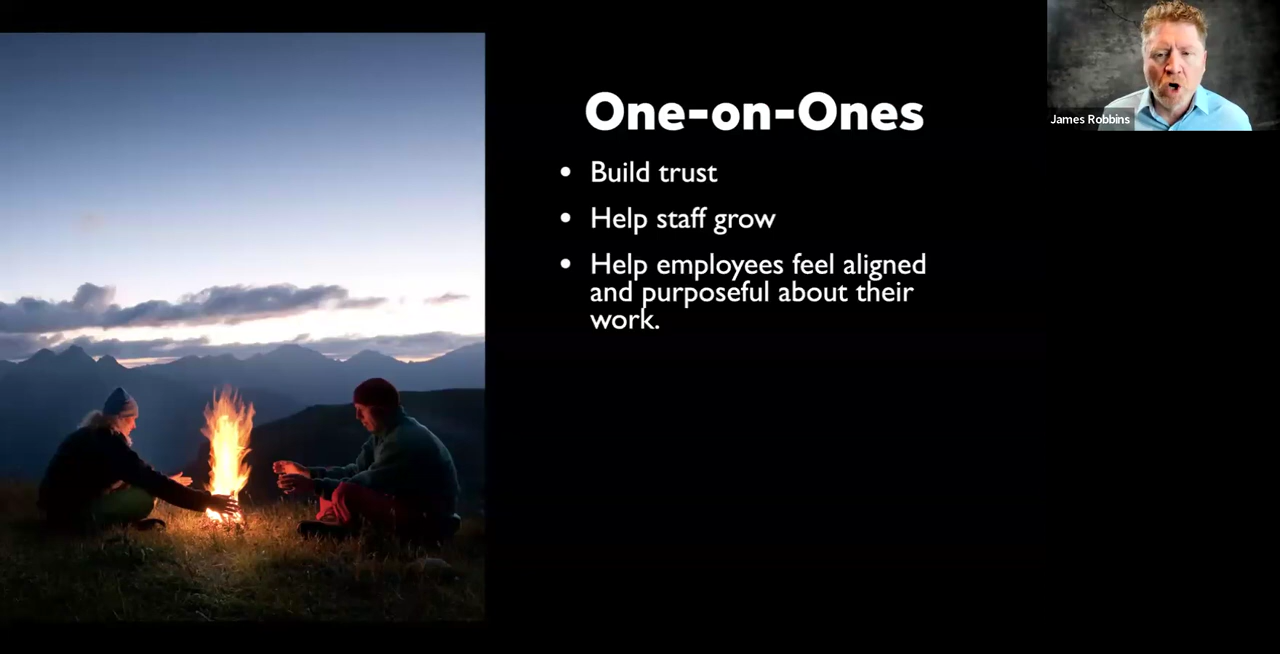 One-on-Ones
James Robbins
• Build trust
• Help staff grow
• Help employees feel aligned
and purposeful about their
work.